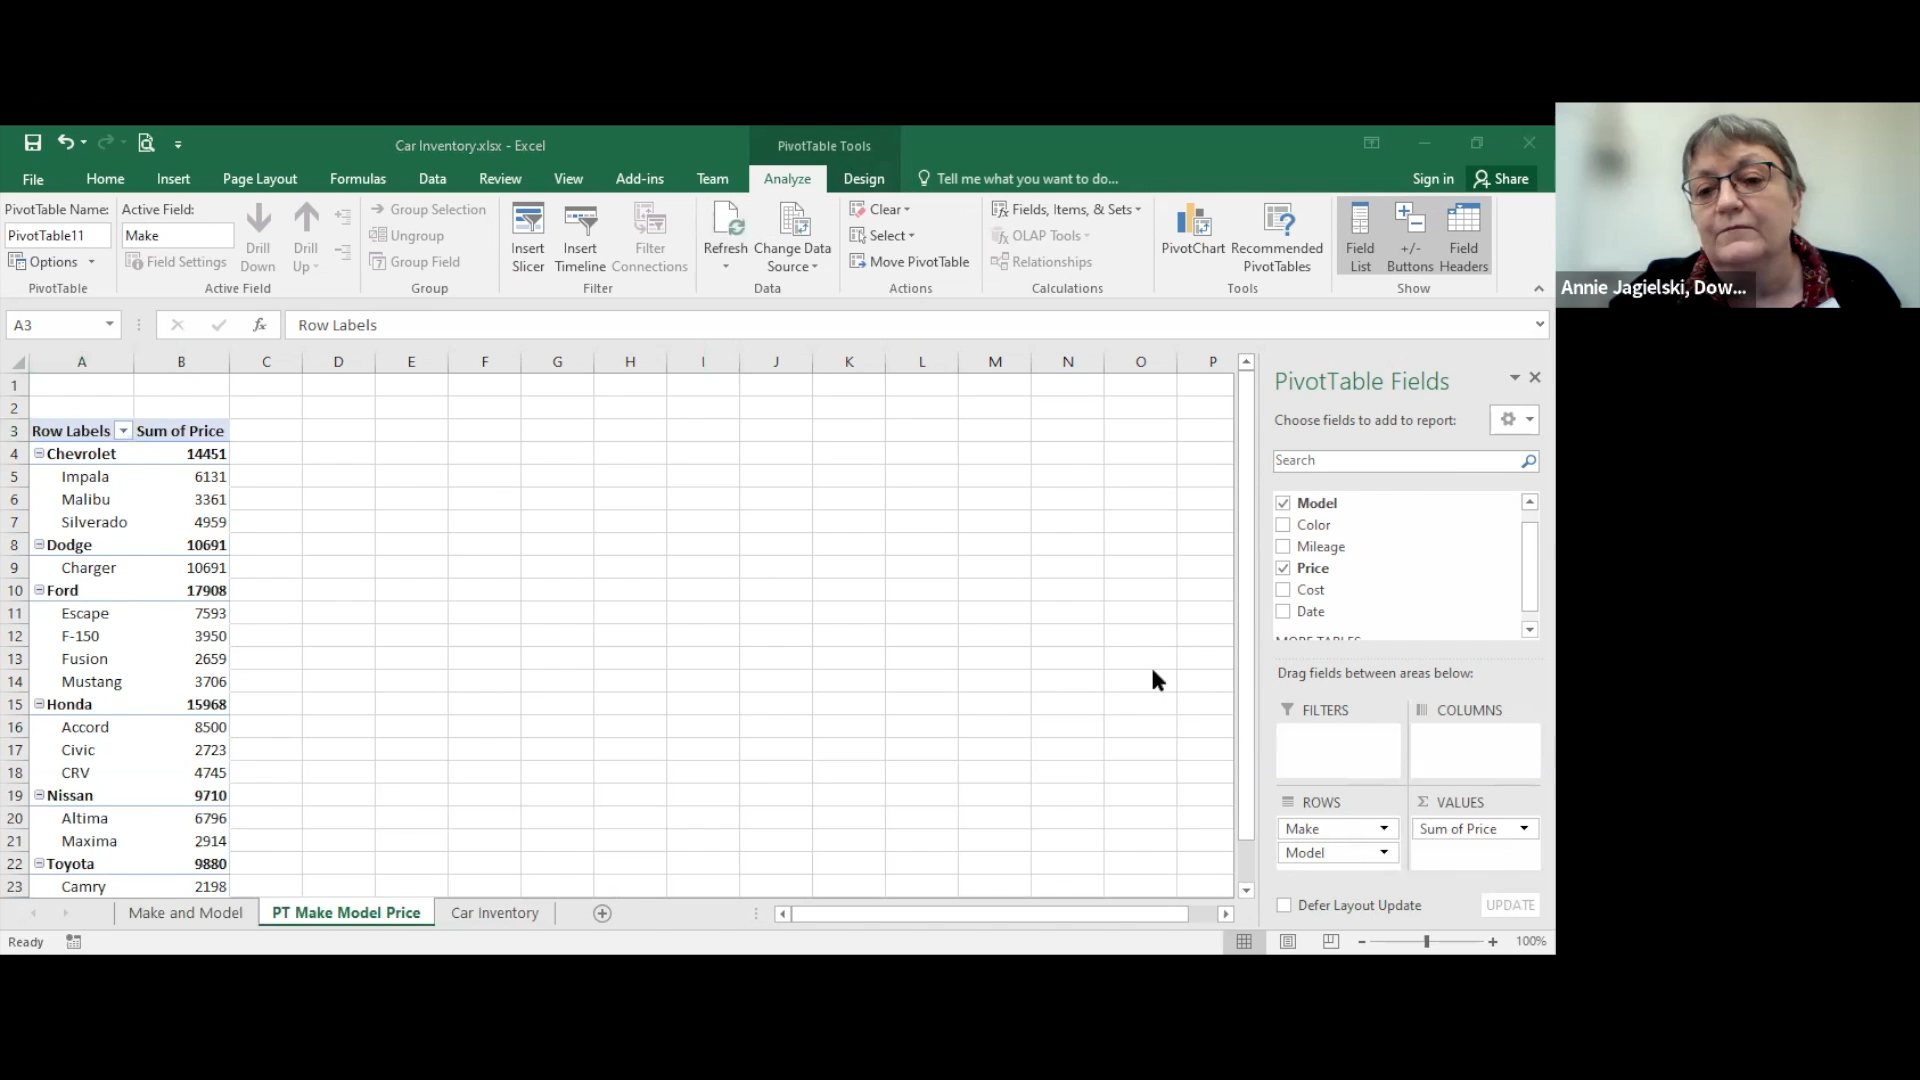 Car Inventory.xlsx - Excel
PivotTable Tools
File Home Insert Page Layout Formulas Data Review View Add-ins Team Analyze Design Tell me what you want to do... Sign in Share
PivotTable Name:
PivotTable11
Options
PivotTable
Active Field:
Make
Field Settings
Drill Down
Drill Up
Active Field
Group Selection
Ungroup
Group Field
Group
Insert Slicer
Insert Timeline
Filter Connections
Filter
Refresh
Change Data Source
Data
Clear
Select
Move PivotTable
Actions
Fields, Items, & Sets
OLAP Tools
Relationships
Calculations
PivotChart
Recommended PivotTables
Tools
Field List
+/- Buttons
Field Headers
Show
Annie Jagielski, Dow...
A3 fx Row Labels
A B C D E F G H I J K L M N O P
1
2
3 Row Labels Sum of Price
4 Chevrolet 14451
5 Impala 6131
6 Malibu 3361
7 Silverado 4959
8 Dodge 10691
9 Charger 10691
10 Ford 17908
11 Escape 7593
12 F-150 3950
13 Fusion 2659
14 Mustang 3706
15 Honda 15968
16 Accord 8500
17 Civic 2723
18 CRV 4745
19 Nissan 9710
20 Altima 6796
21 Maxima 2914
22 Toyota 9880
23 Camry 2198
PivotTable Fields
Choose fields to add to report:
Search
Model
Color
Mileage
Price
Cost
Date
MORE TABLES
Drag fields between areas below:
FILTERS
COLUMNS
ROWS
Make
Model
Σ VALUES
Sum of Price
Defer Layout Update
UPDATE
Make and Model PT Make Model Price Car Inventory
Ready
100%